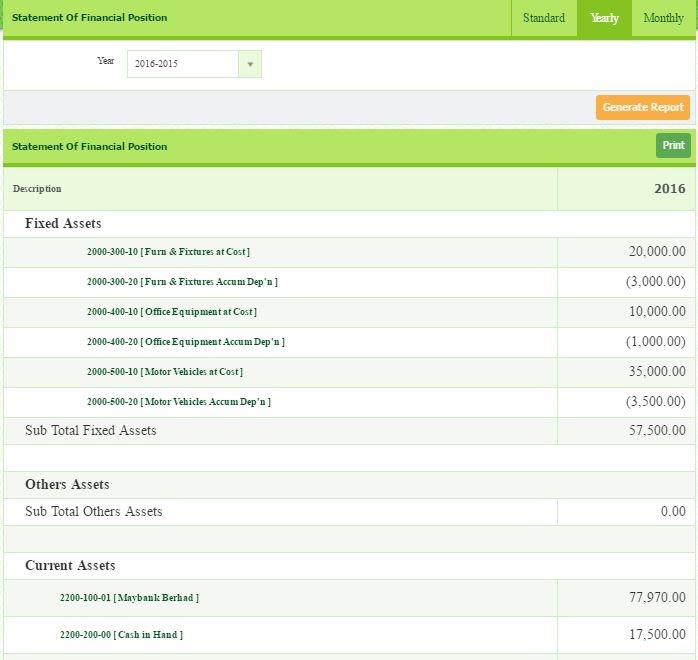 Statement Of Financial Position Standard Yearly Monthly
Year 2016-2015
Generate Report
Statement Of Financial Position Print
Description 2016
Fixed Assets
2000-300-10 [ Furn & Fixtures at Cost ] 20,000.00
2000-300-20 [ Furn & Fixtures Accum Dep'n ] (3,000.00)
2000-400-10 [ Office Equipment at Cost ] 10,000.00
2000-400-20 [ Office Equipment Accum Dep'n ] (1,000.00)
2000-500-10 [ Motor Vehicles at Cost ] 35,000.00
2000-500-20 [ Motor Vehicles Accum Dep'n ] (3,500.00)
Sub Total Fixed Assets 57,500.00
Others Assets
Sub Total Others Assets 0.00
Current Assets
2200-100-01 [ Maybank Berhad ] 77,970.00
2200-200-00 [ Cash in Hand ] 17,500.00